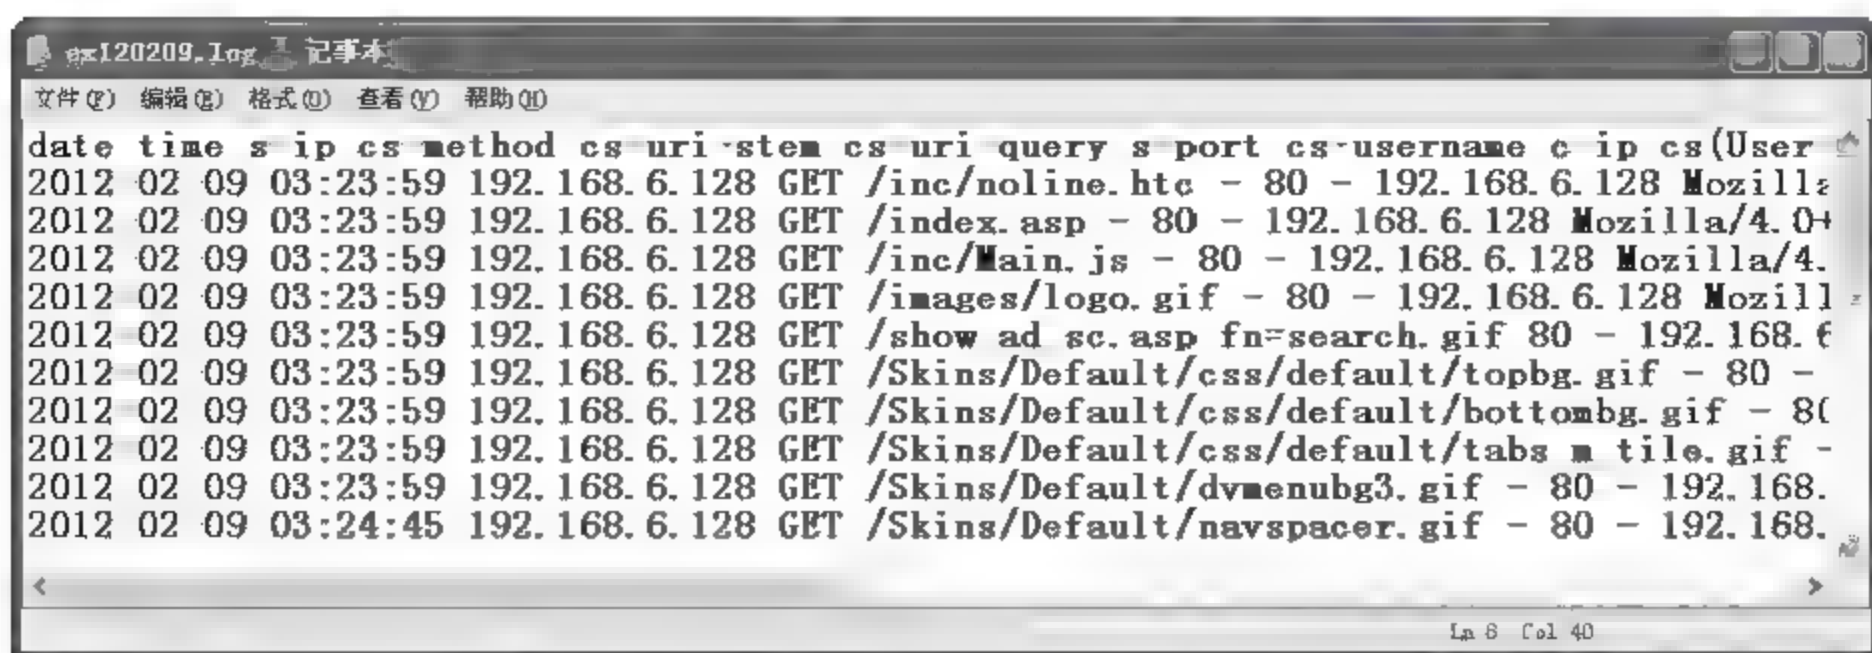 ex120209.log - 记事本
文件(F) 编辑(E) 格式(O) 查看(V) 帮助(H)
date time s-ip cs-method cs-uri-stem cs-uri-query s-port cs-username c-ip cs(User
2012-02-09 03:23:59 192.168.6.128 GET /inc/noline.htc - 80 - 192.168.6.128 Mozilla
2012-02-09 03:23:59 192.168.6.128 GET /index.asp - 80 - 192.168.6.128 Mozilla/4.0+
2012-02-09 03:23:59 192.168.6.128 GET /inc/Main.js - 80 - 192.168.6.128 Mozilla/4.
2012-02-09 03:23:59 192.168.6.128 GET /images/logo.gif - 80 - 192.168.6.128 Mozill
2012-02-09 03:23:59 192.168.6.128 GET /show_ad_sc.asp fn=search.gif 80 - 192.168.6
2012-02-09 03:23:59 192.168.6.128 GET /Skins/Default/css/default/topbg.gif - 80 -
2012-02-09 03:23:59 192.168.6.128 GET /Skins/Default/css/default/bottombg.gif - 80
2012-02-09 03:23:59 192.168.6.128 GET /Skins/Default/css/default/tabs_m_tile.gif -
2012-02-09 03:23:59 192.168.6.128 GET /Skins/Default/dvmenubg3.gif - 80 - 192.168.
2012-02-09 03:24:45 192.168.6.128 GET /Skins/Default/navspacer.gif - 80 - 192.168.
Ln 8 Col 40